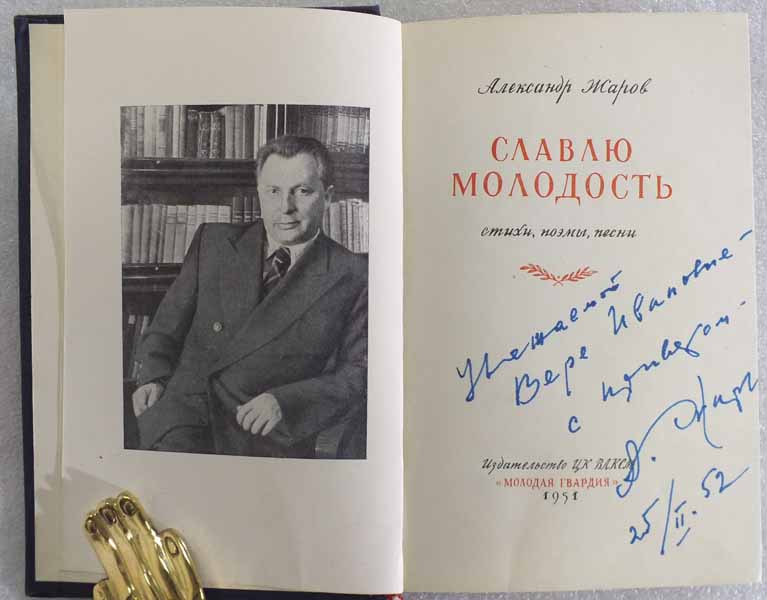 Александр Жаров
СЛАВЛЮ
МОЛОДОСТЬ
стихи, поэмы, песни
Уважаемой
Вере Ивановне —
с приветом —
А. Жаров
Издательство ЦК ВЛКСМ
«МОЛОДАЯ ГВАРДИЯ»
1951
25/II. 52